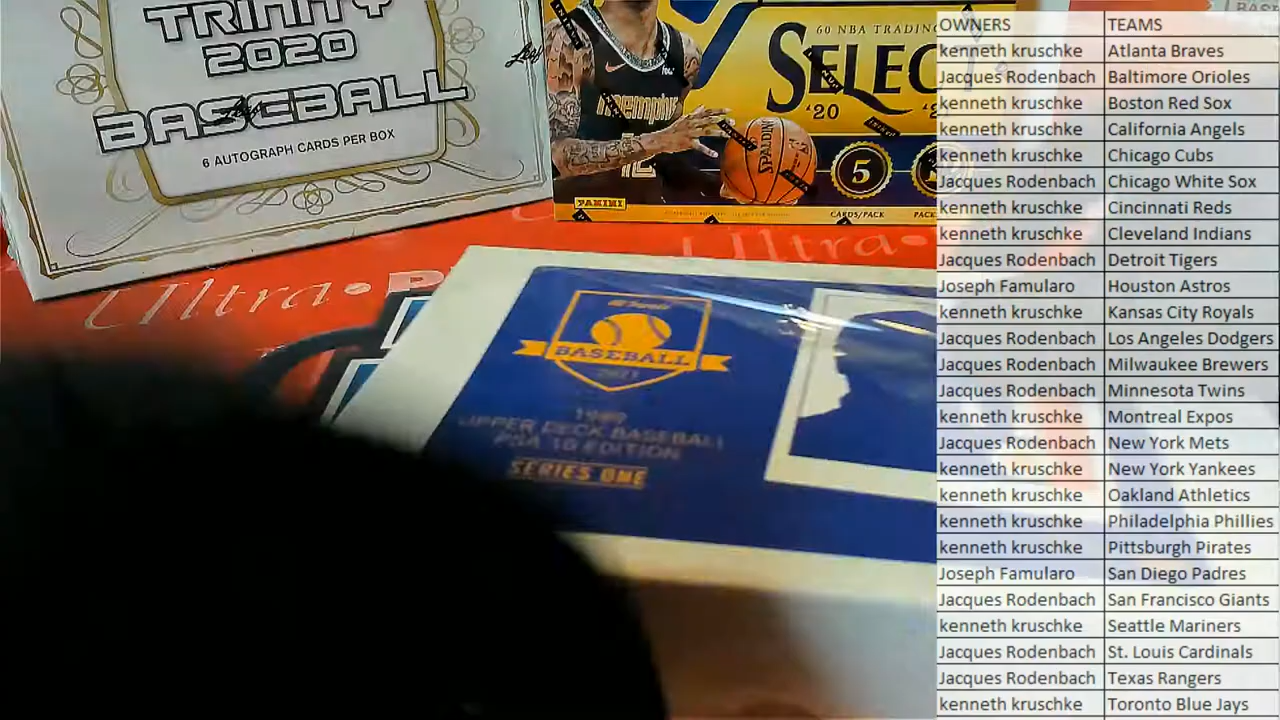 TRINITY
2020
BASEBALL
6 AUTOGRAPH CARDS PER BOX
Leaf
60 NBA TRADING
SELEC
'20
memphis
12
SPALDING
5
PANINI
CARDS/PACK
PACK
Ultra•P
Ultra•
BASEBALL
1989
UPPER DECK BASEBALL
PSA 10 EDITION
SERIES ONE
OWNERS TEAMS
kenneth kruschke Atlanta Braves
Jacques Rodenbach Baltimore Orioles
kenneth kruschke Boston Red Sox
kenneth kruschke California Angels
kenneth kruschke Chicago Cubs
Jacques Rodenbach Chicago White Sox
kenneth kruschke Cincinnati Reds
kenneth kruschke Cleveland Indians
Jacques Rodenbach Detroit Tigers
Joseph Famularo Houston Astros
kenneth kruschke Kansas City Royals
Jacques Rodenbach Los Angeles Dodgers
Jacques Rodenbach Milwaukee Brewers
Jacques Rodenbach Minnesota Twins
kenneth kruschke Montreal Expos
Jacques Rodenbach New York Mets
kenneth kruschke New York Yankees
kenneth kruschke Oakland Athletics
kenneth kruschke Philadelphia Phillies
kenneth kruschke Pittsburgh Pirates
Joseph Famularo San Diego Padres
Jacques Rodenbach San Francisco Giants
kenneth kruschke Seattle Mariners
Jacques Rodenbach St. Louis Cardinals
Jacques Rodenbach Texas Rangers
kenneth kruschke Toronto Blue Jays